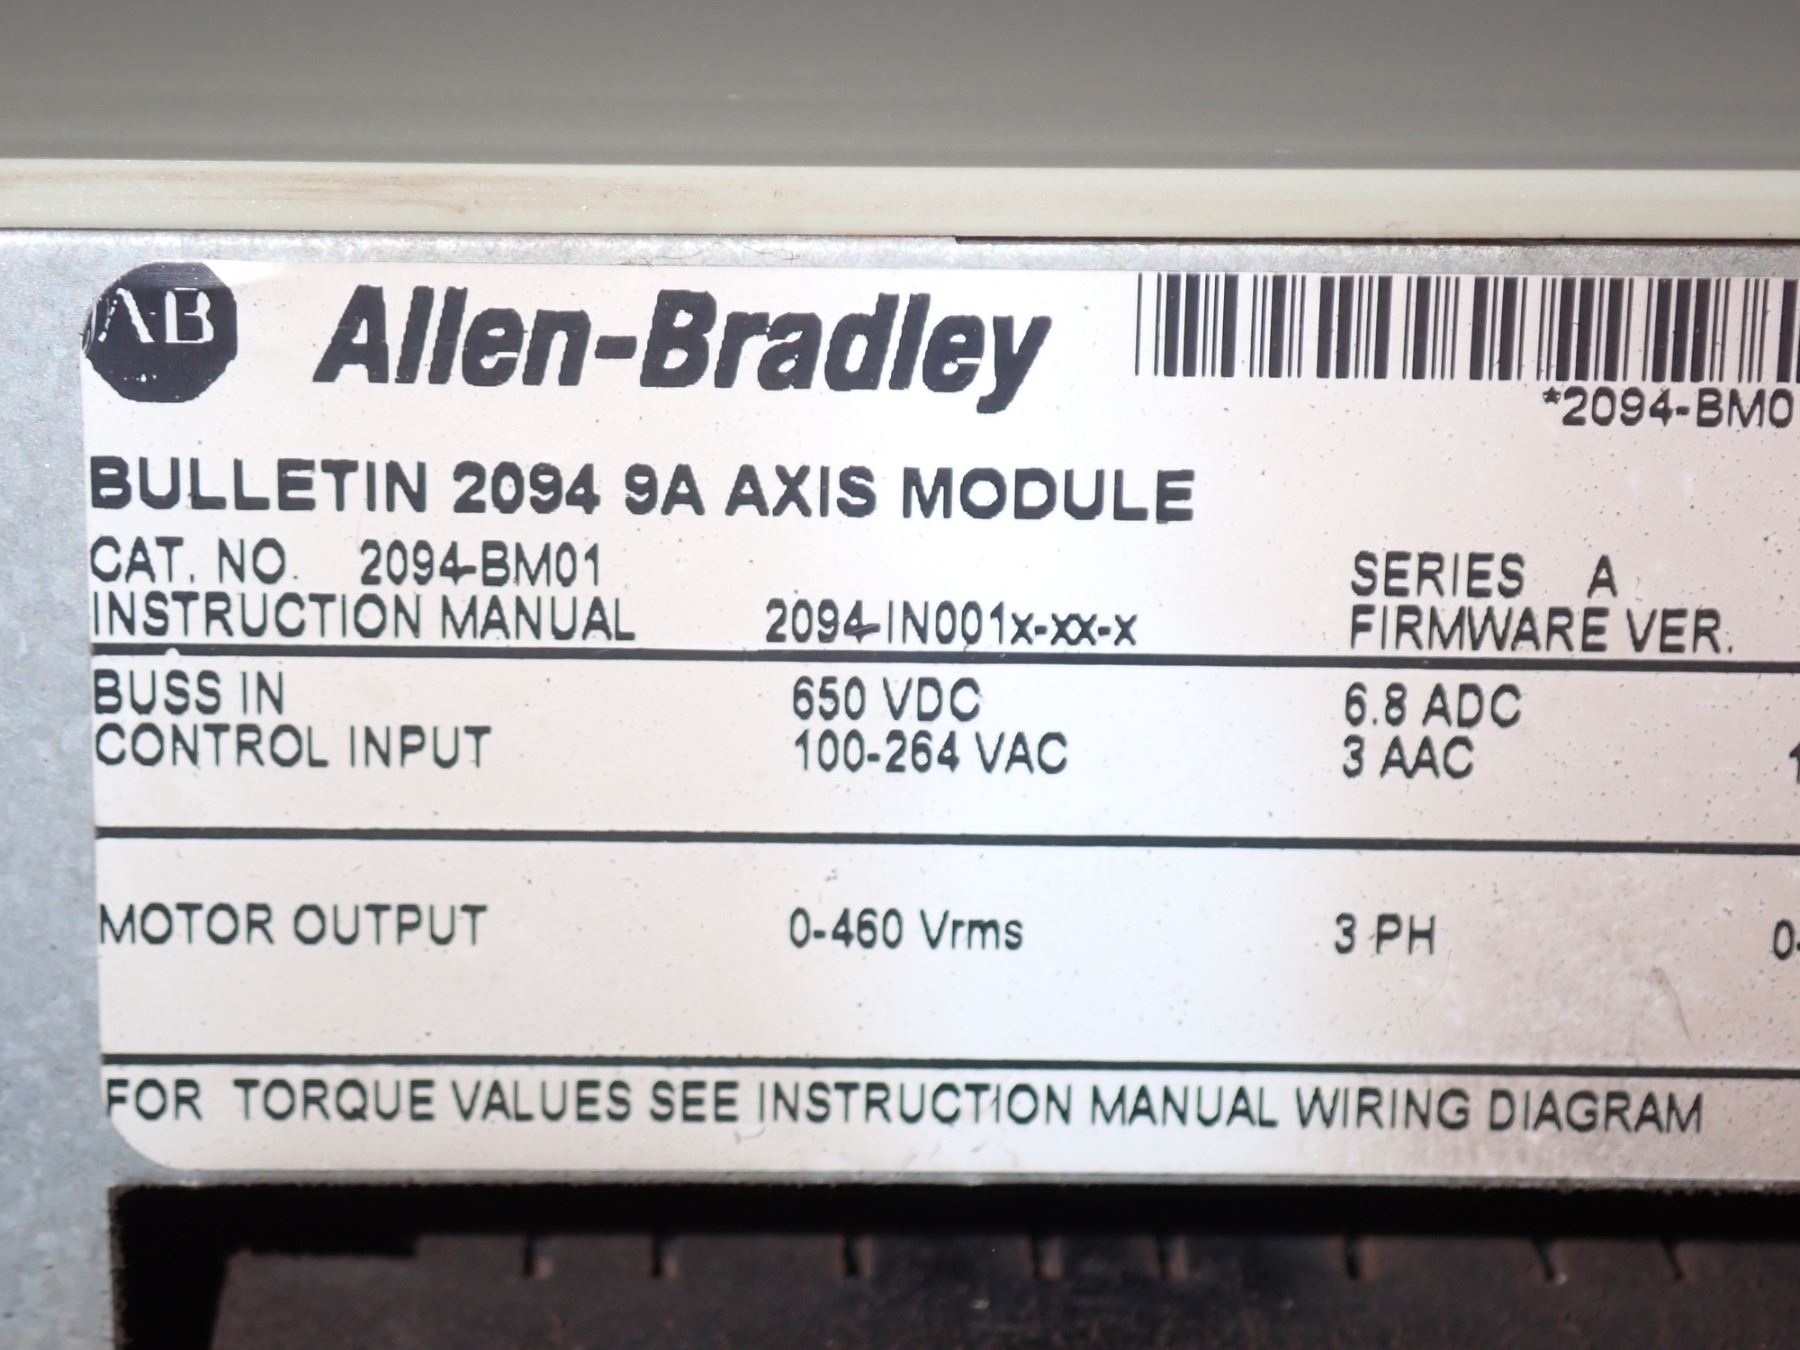 AB Allen-Bradley
*2094-BM0
BULLETIN 2094 9A AXIS MODULE
CAT. NO. 2094-BM01 SERIES A
INSTRUCTION MANUAL 2094-IN001x-xx-x FIRMWARE VER.
BUSS IN 650 VDC 6.8 ADC
CONTROL INPUT 100-264 VAC 3 AAC
MOTOR OUTPUT 0-460 Vrms 3 PH 0-
FOR TORQUE VALUES SEE INSTRUCTION MANUAL WIRING DIAGRAM